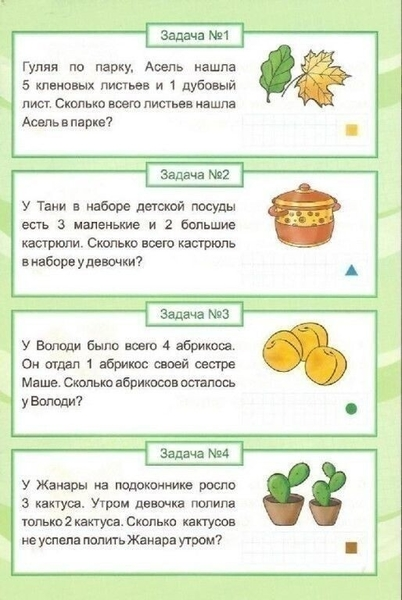 Задача №1
Гуляя по парку, Асель нашла
5 кленовых листьев и 1 дубовый
лист. Сколько всего листьев нашла
Асель в парке?
Задача №2
У Тани в наборе детской посуды
есть 3 маленькие и 2 большие
кастрюли. Сколько всего кастрюль
в наборе у девочки?
Задача №3
У Володи было всего 4 абрикоса.
Он отдал 1 абрикос своей сестре
Маше. Сколько абрикосов осталось
у Володи?
Задача №4
У Жанары на подоконнике росло
3 кактуса. Утром девочка полила
только 2 кактуса. Сколько кактусов
не успела полить Жанара утром?